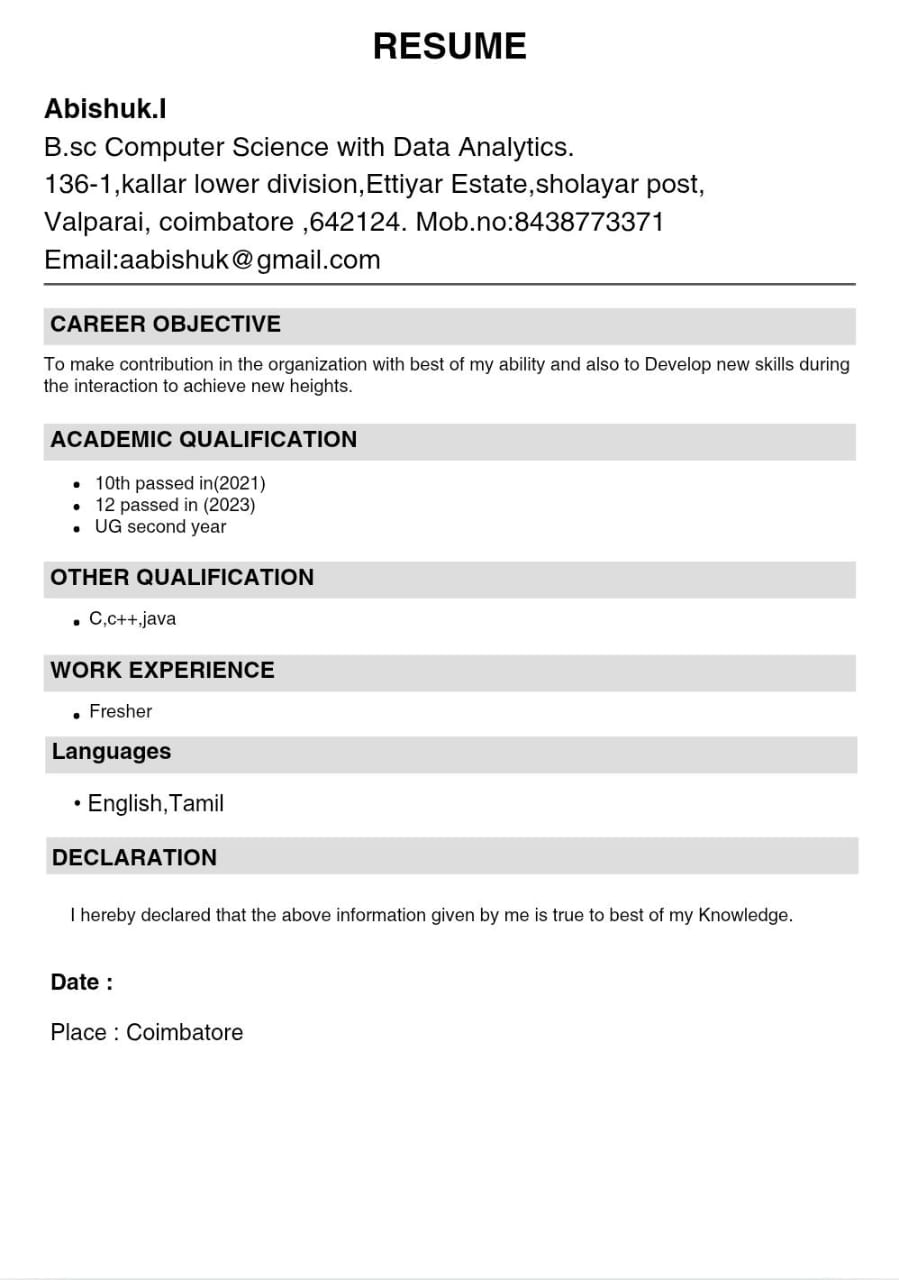 RESUME
Abishuk.I
B.sc Computer Science with Data Analytics.
136-1,kallar lower division,Ettiyar Estate,sholayar post,
Valparai, coimbatore ,642124. Mob.no:8438773371
Email:aabishuk@gmail.com
CAREER OBJECTIVE
To make contribution in the organization with best of my ability and also to Develop new skills during
the interaction to achieve new heights.
ACADEMIC QUALIFICATION
• 10th passed in(2021)
• 12 passed in (2023)
• UG second year
OTHER QUALIFICATION
• C,c++,java
WORK EXPERIENCE
• Fresher
Languages
• English,Tamil
DECLARATION
I hereby declared that the above information given by me is true to best of my Knowledge.
Date :
Place : Coimbatore